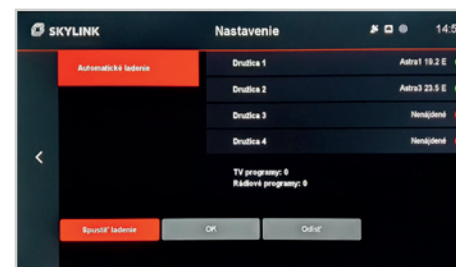 SKYLINK Nastavenie 14:5
Automatické ladenie
Družica 1 Astra1 19.2 E
Družica 2 Astra3 23.5 E
Družica 3 Nenájdené
Družica 4 Nenájdené
TV programy: 0
Rádiové programy: 0
Spustiť ladenie OK Odísť